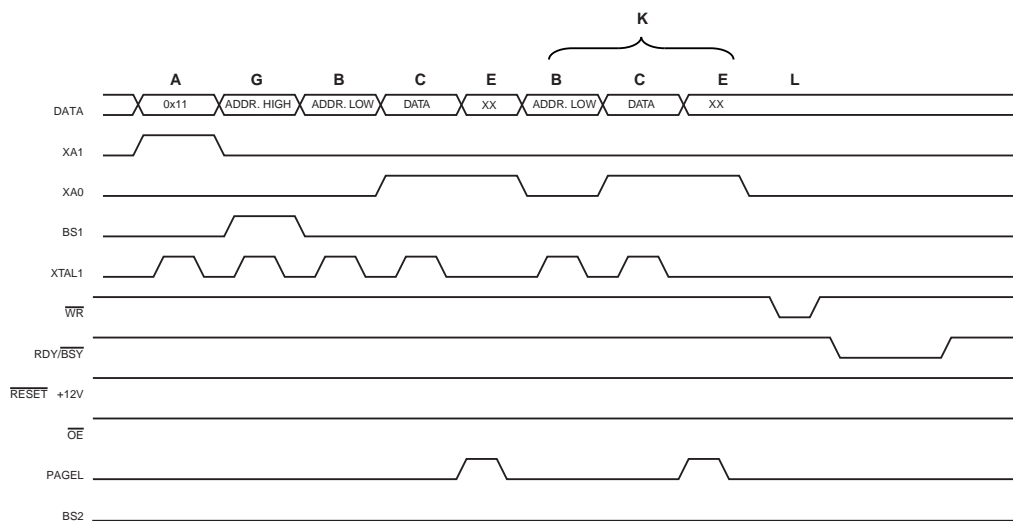 K
A G B C E B C E L
DATA 0x11 ADDR. HIGH ADDR. LOW DATA XX ADDR. LOW DATA XX
XA1
XA0
BS1
XTAL1
WR
RDY/BSY
RESET +12V
OE
PAGEL
BS2